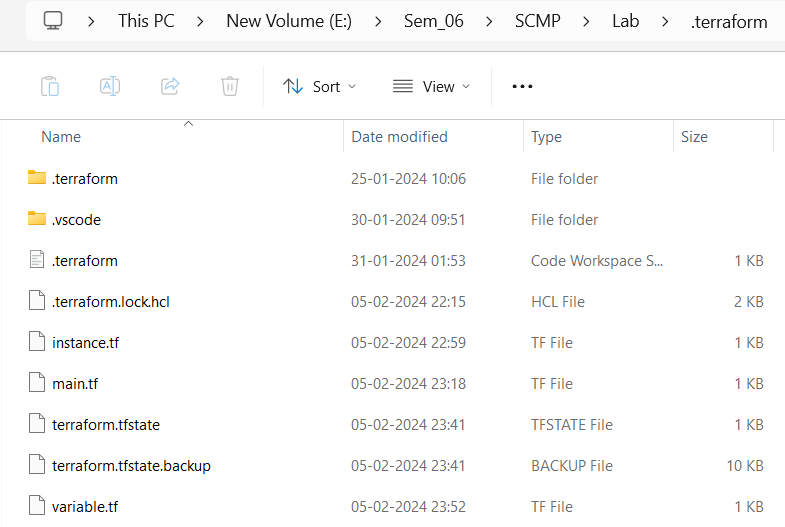 This PC > New Volume (E:) > Sem_06 > SCMP > Lab > .terraform
Sort View
Name Date modified Type Size
.terraform 25-01-2024 10:06 File folder
.vscode 30-01-2024 09:51 File folder
.terraform 31-01-2024 01:53 Code Workspace S... 1 KB
.terraform.lock.hcl 05-02-2024 22:15 HCL File 2 KB
instance.tf 05-02-2024 22:59 TF File 1 KB
main.tf 05-02-2024 23:18 TF File 1 KB
terraform.tfstate 05-02-2024 23:41 TFSTATE File 1 KB
terraform.tfstate.backup 05-02-2024 23:41 BACKUP File 10 KB
variable.tf 05-02-2024 23:52 TF File 1 KB